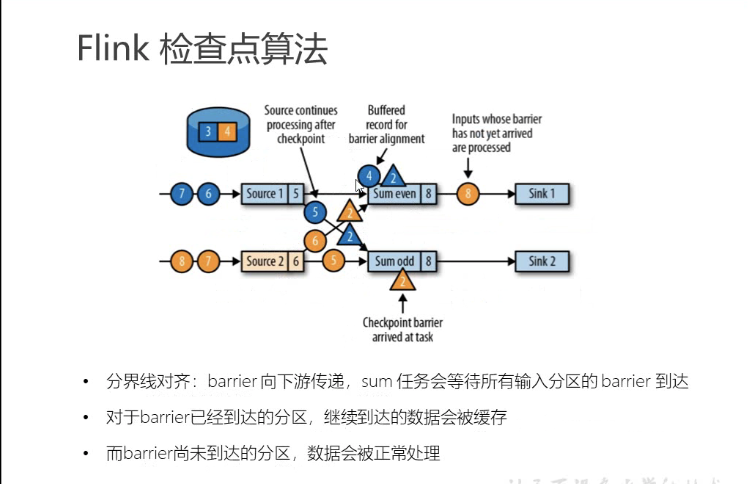 Flink 检查点算法
Source continues
processing after
checkpoint
Buffered
record for
barrier alignment
Inputs whose barrier
has not yet arrived
are processed
3 4
4 2
7 6 Source 1 5 Sum even 8 8 Sink 1
5 2
6 2
8 7 Source 2 6 5 Sum odd 8 Sink 2
2
Checkpoint barrier
arrived at task
• 分界线对齐：barrier 向下游传递，sum 任务会等待所有输入分区的 barrier 到达
• 对于barrier已经到达的分区，继续到达的数据会被缓存
• 而barrier尚未到达的分区，数据会被正常处理